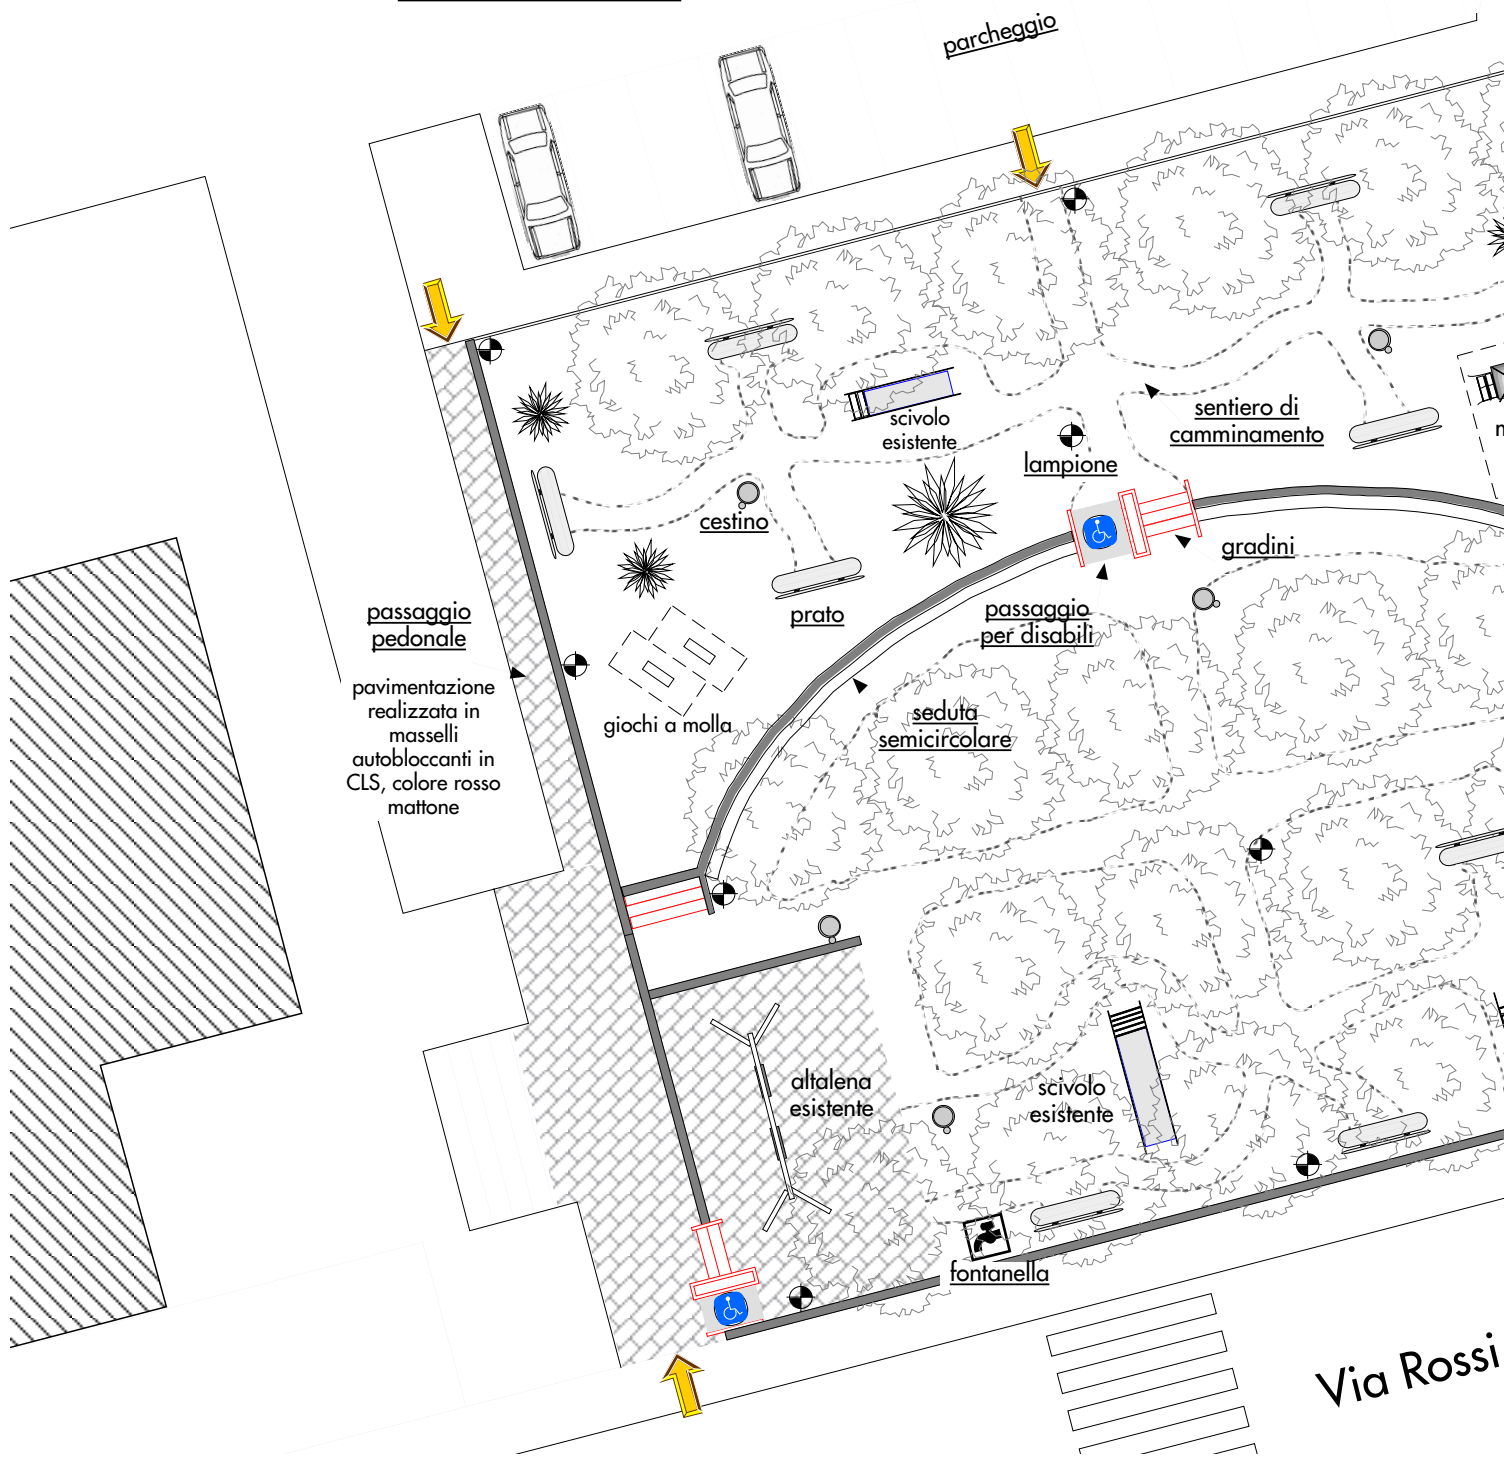 parcheggio
scivolo
esistente
sentiero di
camminamento
lampione
cestino
gradini
passaggio
pedonale
prato
passaggio
per disabili
pavimentazione
realizzata in
masselli
autobloccanti in
CLS, colore rosso
mattone
giochi a molla
seduta
semicircolare
altalena
esistente
scivolo
esistente
fontanella
Via Rossi